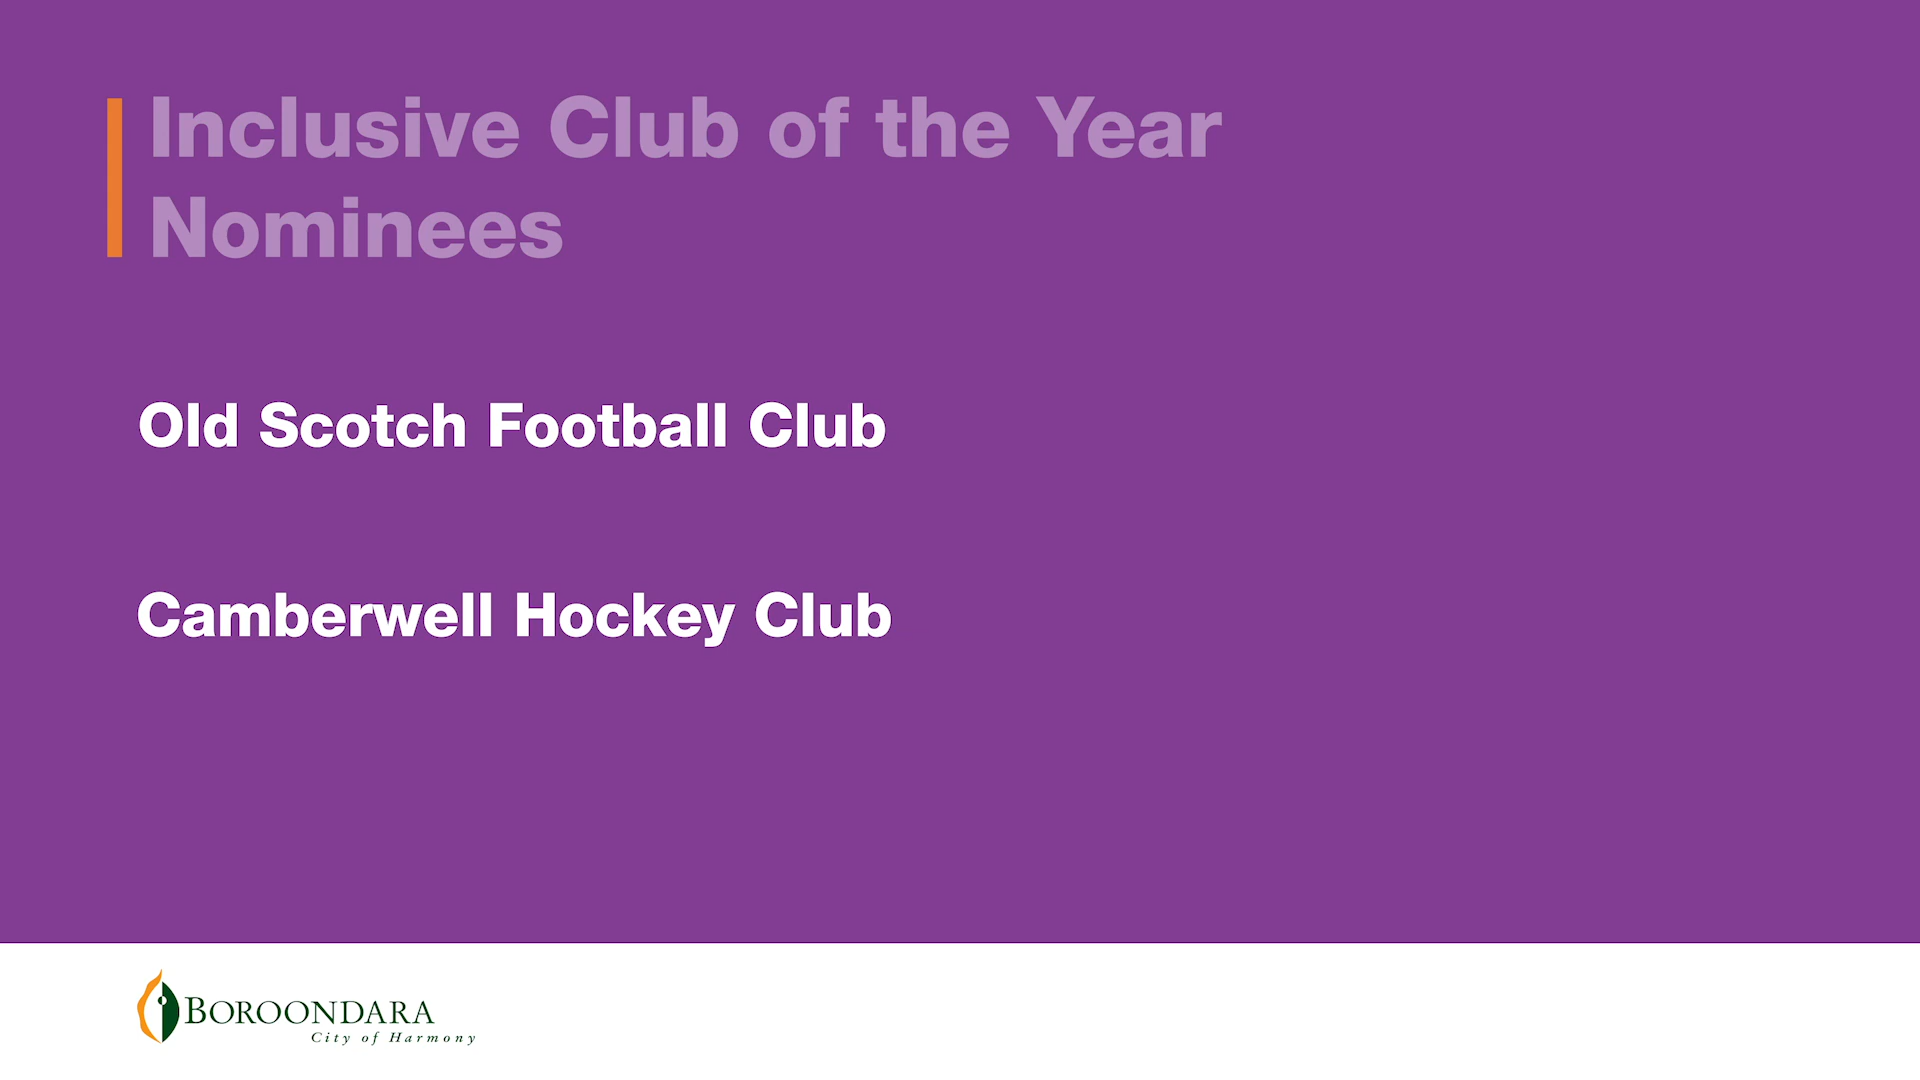 Inclusive Club of the Year
Nominees
Old Scotch Football Club
Camberwell Hockey Club
BOROONDARA
City of Harmony